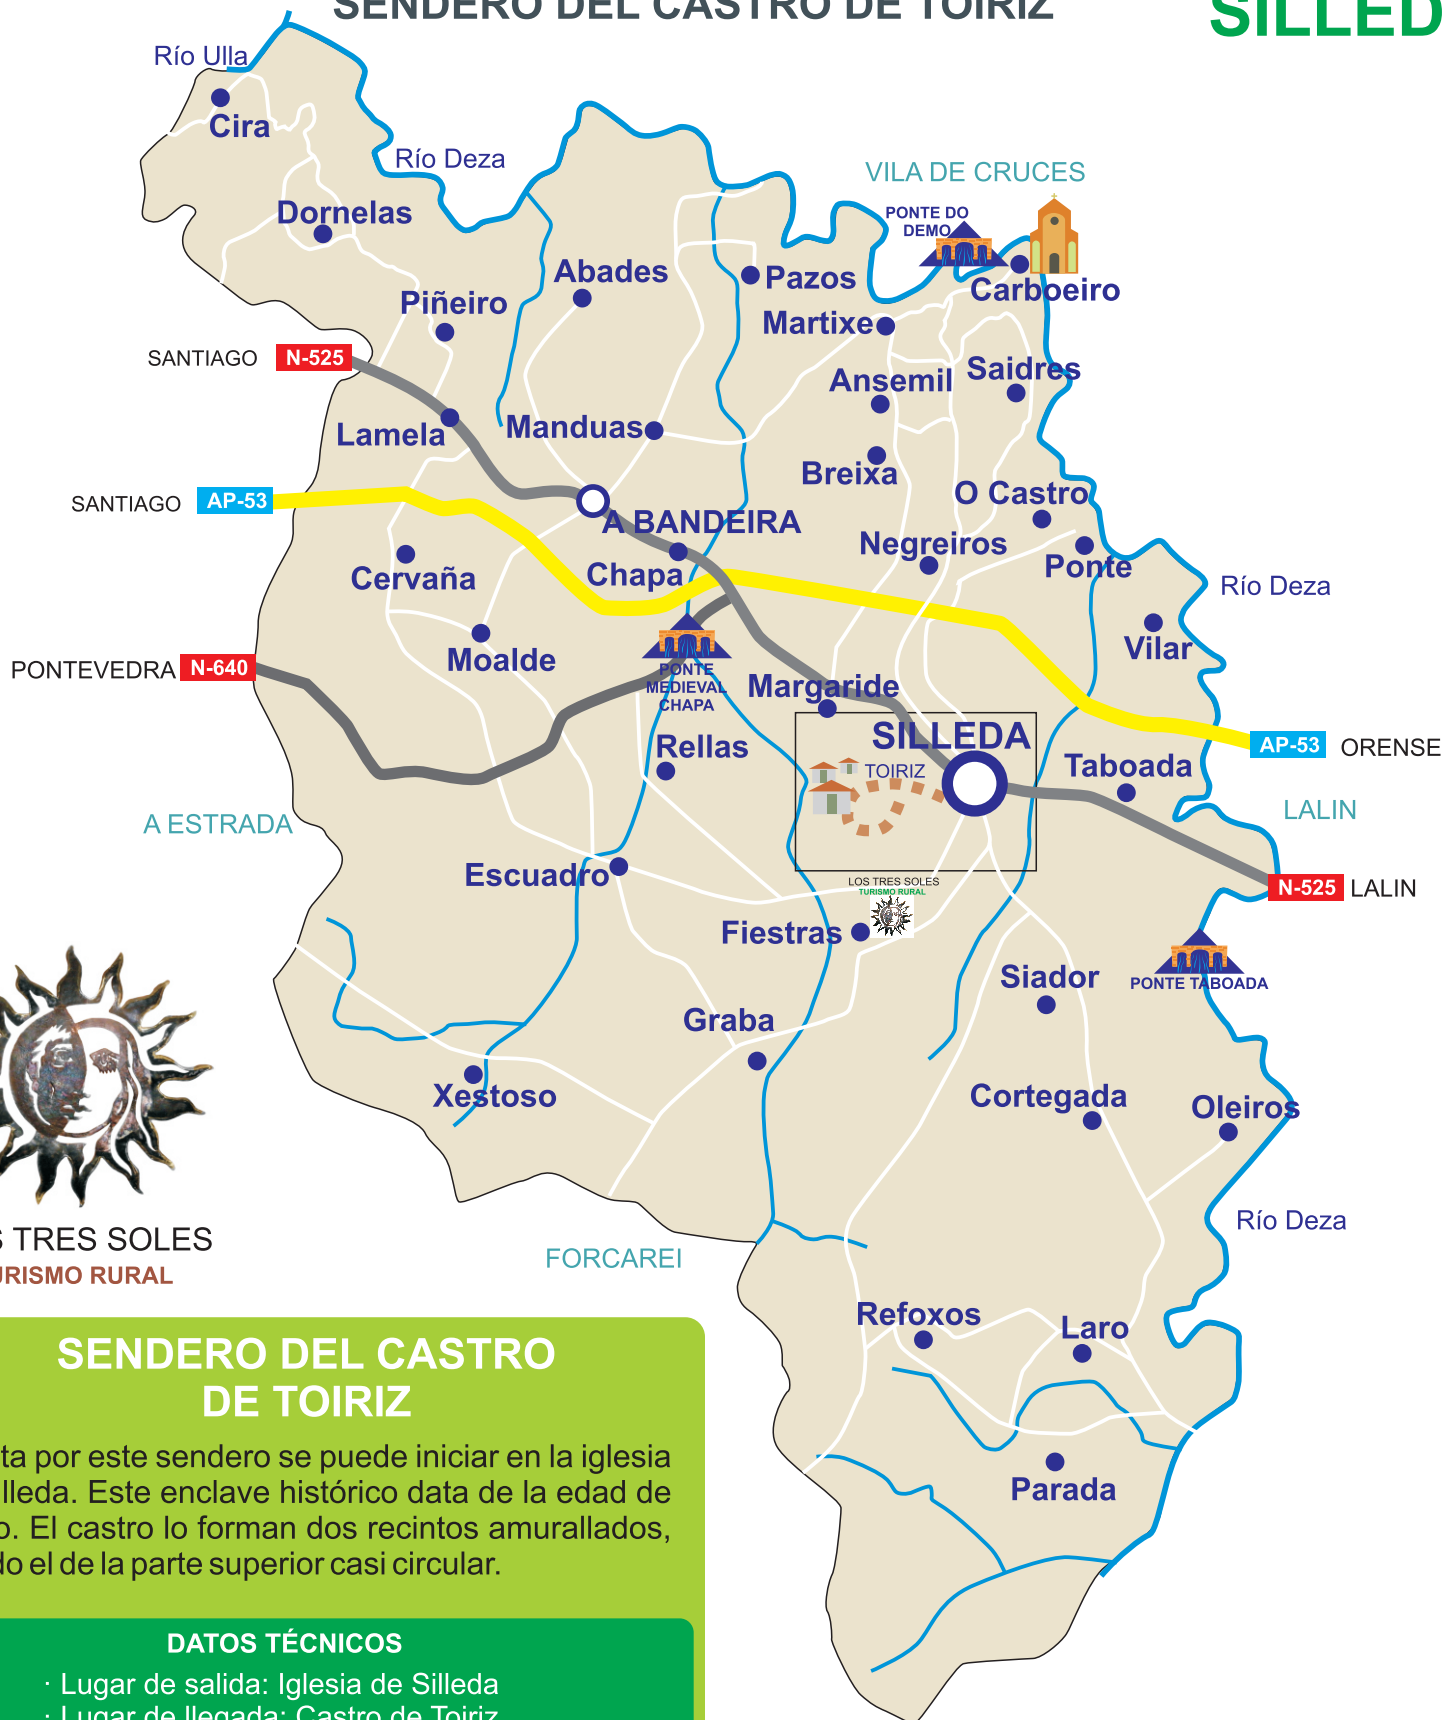 SENDERO DEL CASTRO DE TOIRIZ
SILLED
Río Ulla
Cira
Río Deza
VILA DE CRUCES
Dornelas
PONTE DO
DEMO
Abades
Pazos
Carboeiro
Piñeiro
Martixe
SANTIAGO N-525
Saidres
Ansemil
Lamela
Manduas
Breixa
SANTIAGO AP-53
O Castro
A BANDEIRA
Negreiros
Cervaña
Chapa
Ponte
Río Deza
Moalde
Vilar
PONTEVEDRA N-640
PONTE
MEDIEVAL
CHAPA
Margaride
SILLEDA
Rellas
TOIRIZ
Taboada
AP-53 ORENSE
A ESTRADA
LALIN
Escuadro
LOS TRES SOLES
TURISMO RURAL
N-525 LALIN
Fiestras
Siador
PONTE TABOADA
Graba
Xestoso
Cortegada
Oleiros
S TRES SOLES
URISMO RURAL
Río Deza
FORCAREI
Refoxos
Laro
Parada
SENDERO DEL CASTRO
DE TOIRIZ
ta por este sendero se puede iniciar en la iglesia
lleda. Este enclave histórico data de la edad de
o. El castro lo forman dos recintos amurallados,
do el de la parte superior casi circular.
DATOS TÉCNICOS
· Lugar de salida: Iglesia de Silleda
· Lugar de llegada: Castro de Toiriz